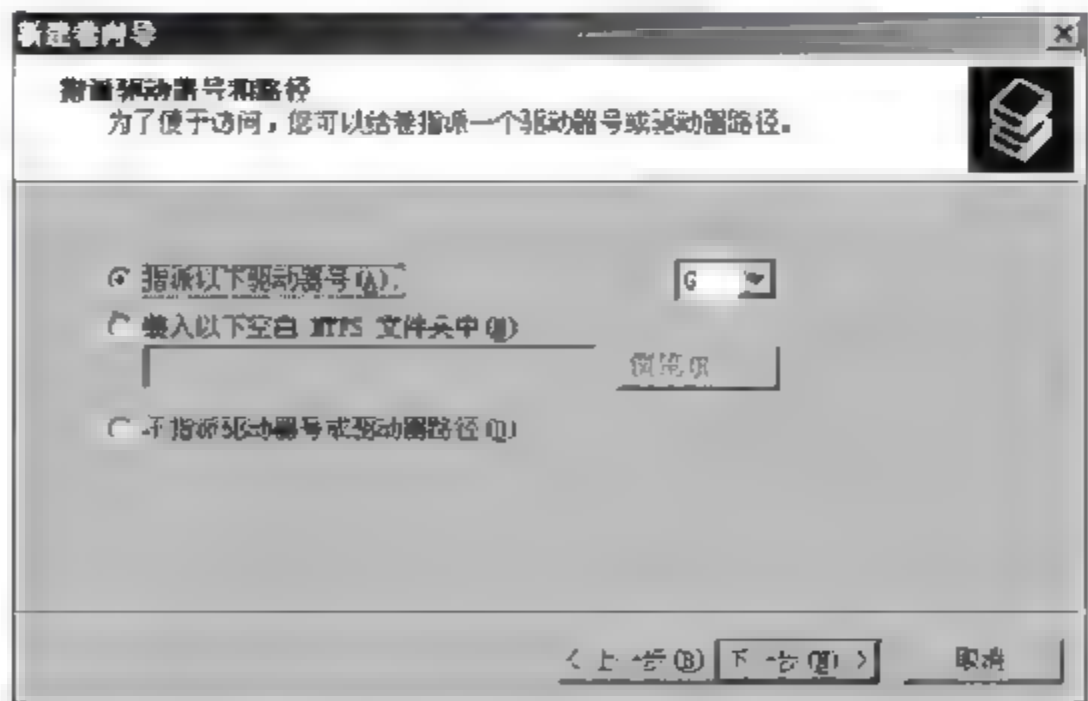 新建卷向导
指派驱动器号和路径
为了便于访问，您可以给卷指派一个驱动器号或驱动器路径。
指派以下驱动器号(A):
G
装入以下空白 NTFS 文件夹中(M)
浏览(R)
不指派驱动器号或驱动器路径(D)
< 上一步(B)
下一步(N) >
取消